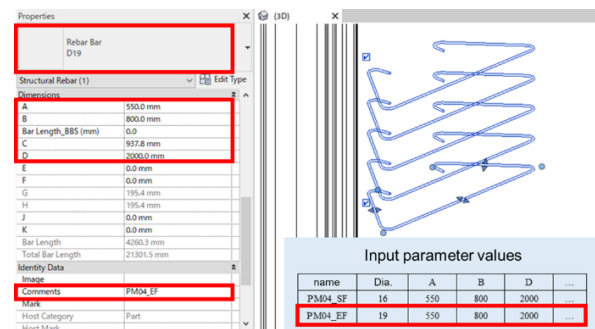 Properties
Rebar Bar
D19
Structural Rebar (1)
Edit Type
Dimensions
A 550.0 mm
B 800.0 mm
Bar Length_BBS (mm) 0.0
C 937.8 mm
D 2000.0 mm
E 0.0 mm
F 0.0 mm
G 195.4 mm
H 195.4 mm
J 0.0 mm
K 0.0 mm
Bar Length 4260.3 mm
Total Bar Length 21301.5 mm
Identity Data
Image
Comments PM04_EF
Mark
Host Category Part
Host Mark
{3D}
Input parameter values
name Dia. A B D ...
PM04_SF 16 550 800 2000 ...
PM04_EF 19 550 800 2000 ...